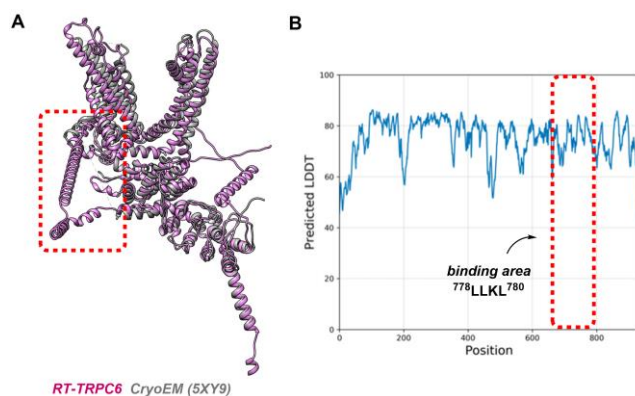 A
B
100
80
60
40
20
0
Predicted LDDT
binding area
⁷⁷⁸LLKL⁷⁸⁰
0 200 400 600 800
Position
RT-TRPC6 CryoEM (5XY9)